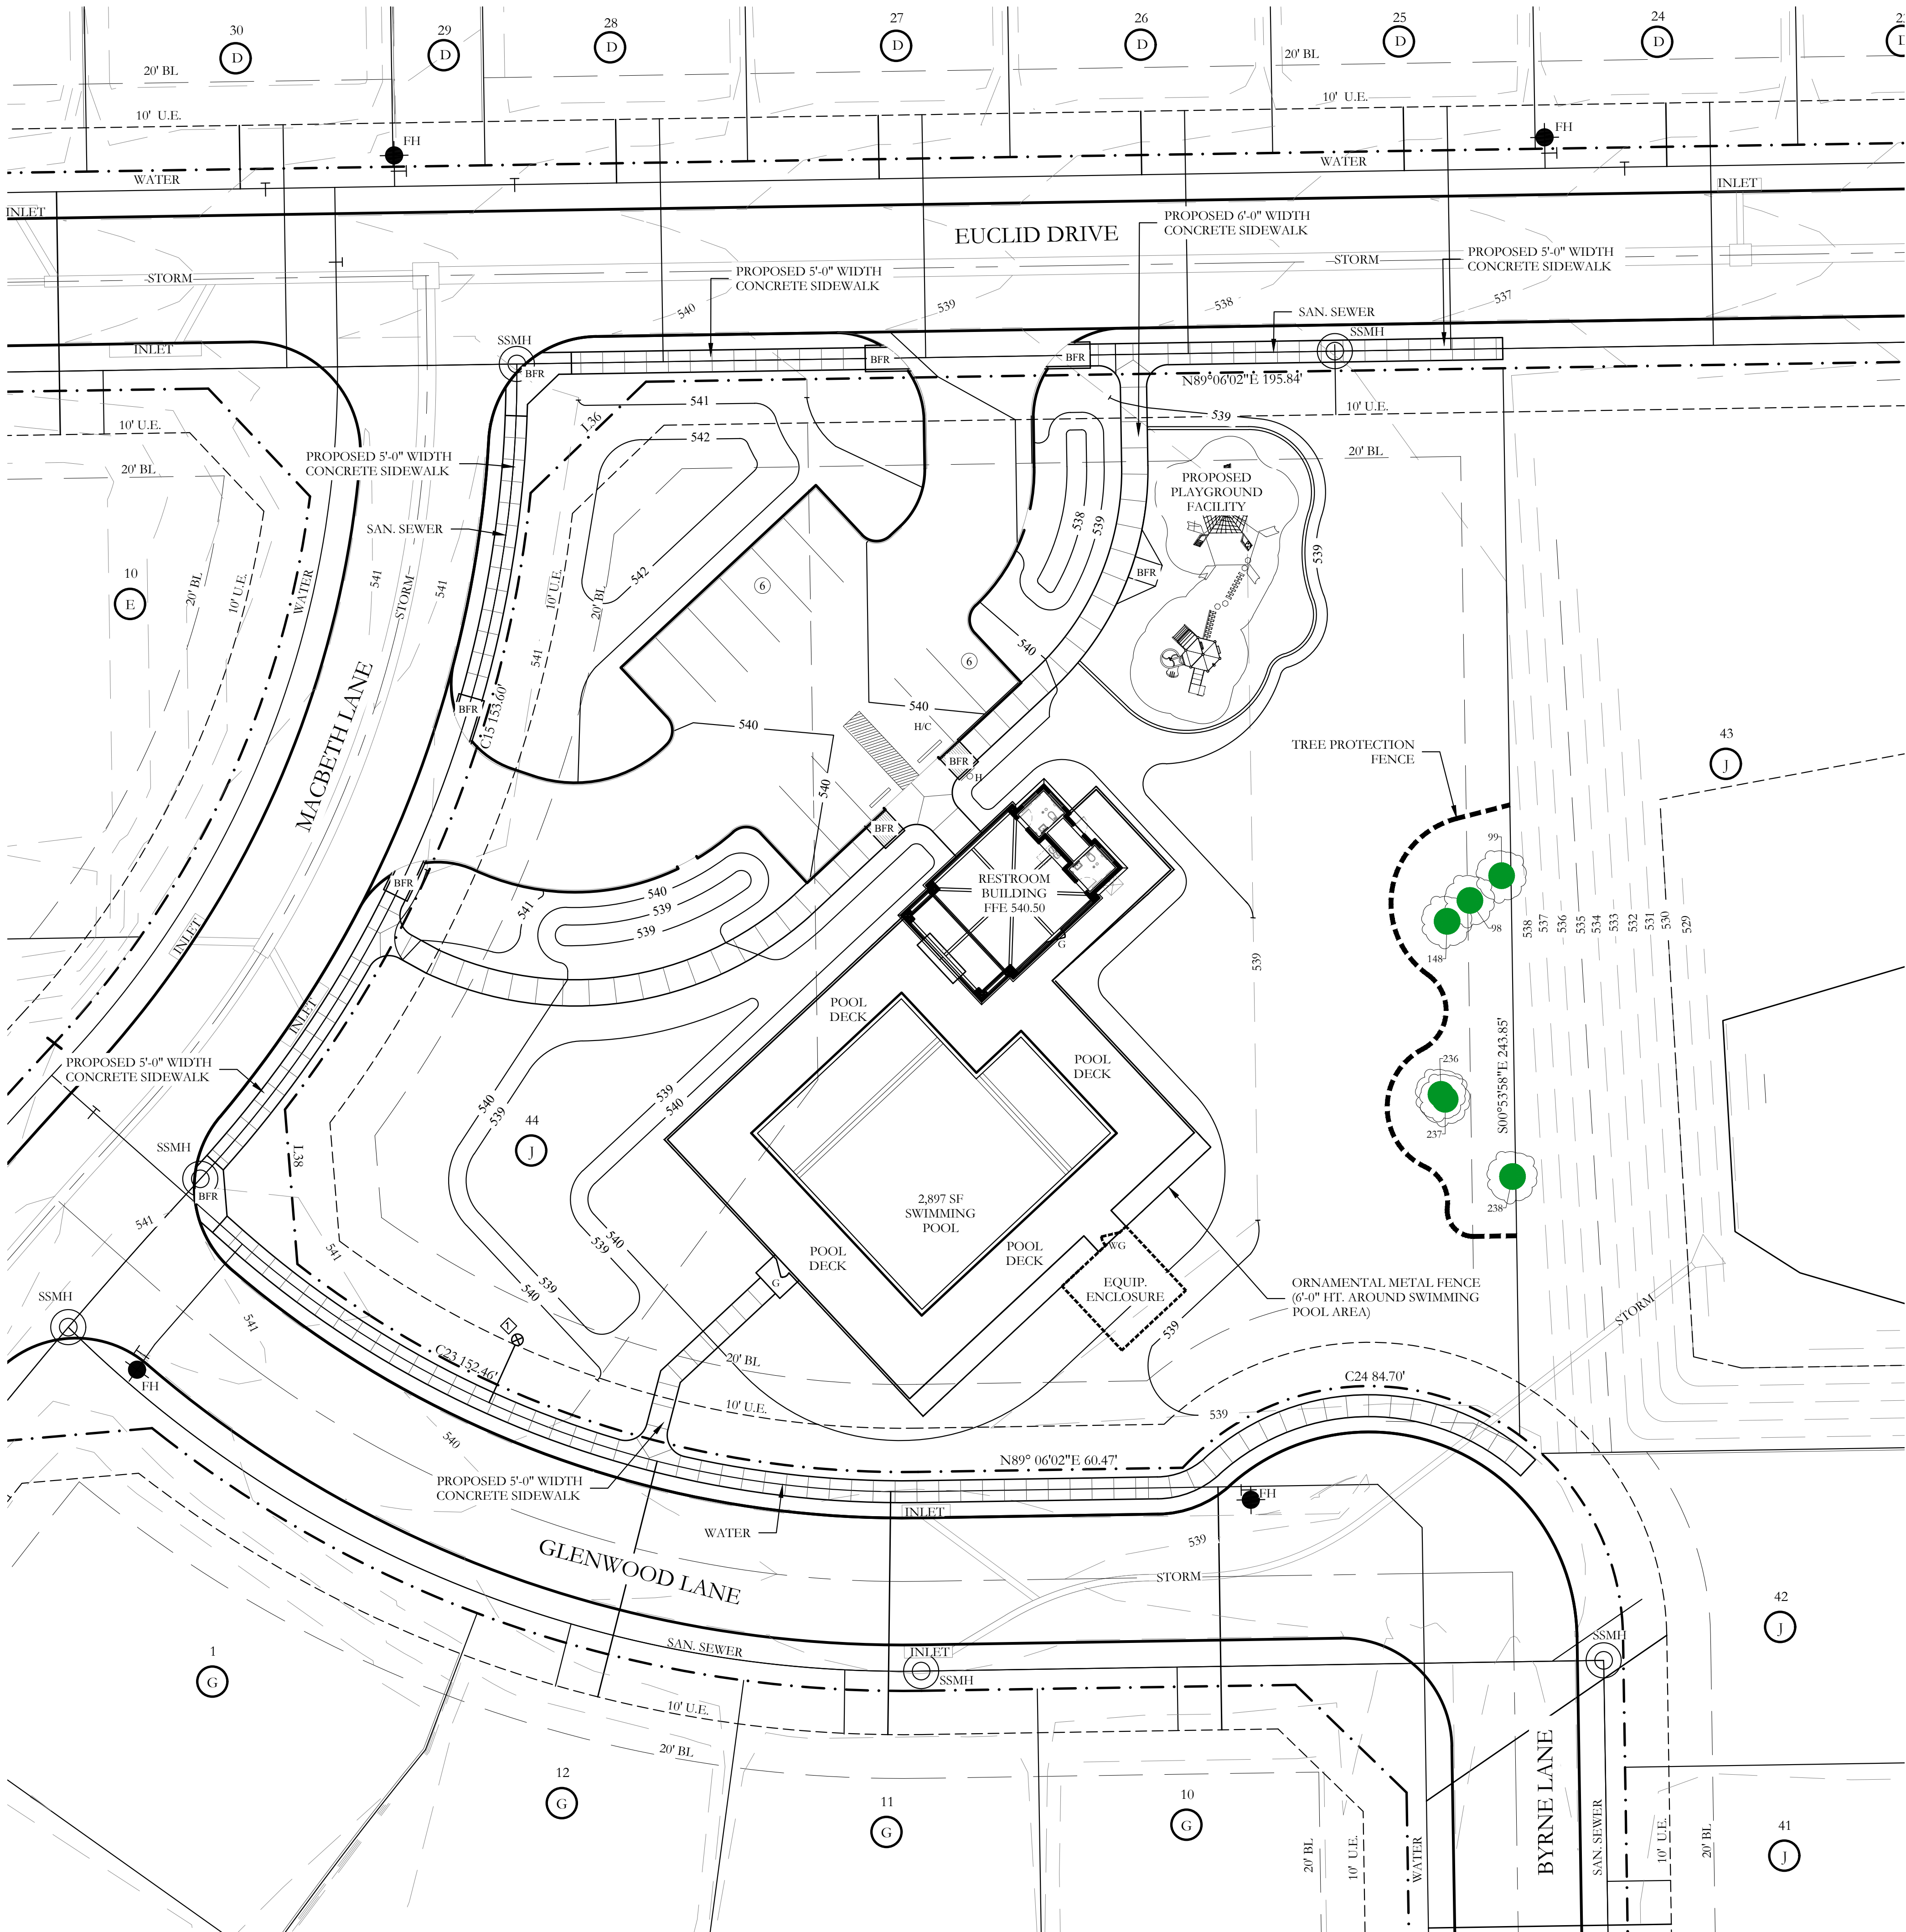 30
D
29
D
28
D
27
D
26
D
25
D
24
D
20' BL
20' BL
10' U.E.
10' U.E.
FH
FH
WATER
WATER
INLET
INLET
EUCLID DRIVE
PROPOSED 6'-0" WIDTH
CONCRETE SIDEWALK
PROPOSED 5'-0" WIDTH
CONCRETE SIDEWALK
PROPOSED 5'-0" WIDTH
CONCRETE SIDEWALK
STORM
STORM
540
539
538
537
SAN. SEWER
INLET
SSMH
SSMH
BFR
BFR
BFR
N89°06'02"E 195.84'
10' U.E.
541
539
10' U.E.
L36
542
20' BL
20' BL
PROPOSED 5'-0" WIDTH
CONCRETE SIDEWALK
SAN. SEWER
PROPOSED
PLAYGROUND
FACILITY
538
539
539
BFR
10
E
20' BL
10' U.E.
WATER
541
STORM
541
10' U.E.
20' BL
542
6
541
540
6
MACBETH LANE
C15 153.60'
BFR
540
540
H/C
BFR
H
540
BFR
TREE PROTECTION
FENCE
43
J
99
98
148
538
537
536
535
534
533
532
531
530
529
RESTROOM
BUILDING
FFE 540.50
G
BFR
541
540
539
539
INLET
INLET
539
POOL
DECK
POOL
DECK
PROPOSED 5'-0" WIDTH
CONCRETE SIDEWALK
S00°53'58"E 243.85'
236
237
238
540
539
539
540
44
J
SSMH
BFR
L38
2,897 SF
SWIMMING
POOL
541
541
539
540
POOL
DECK
POOL
DECK
WG
EQUIP.
ENCLOSURE
ORNAMENTAL METAL FENCE
(6'-0" HT. AROUND SWIMMING
POOL AREA)
STORM
539
540
G
SSMH
541
FH
539
C23 152.46'
20' BL
C24 84.70'
10' U.E.
539
540
N89° 06'02"E 60.47'
PROPOSED 5'-0" WIDTH
CONCRETE SIDEWALK
FH
INLET
WATER
539
GLENWOOD LANE
STORM
42
J
1
G
SAN. SEWER
INLET
SSMH
SSMH
10' U.E.
20' BL
12
G
11
G
10
G
20' BL
10' U.E.
WATER
BYRNE LANE
SAN. SEWER
10' U.E.
20' BL
41
J